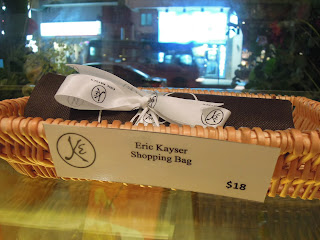 Eric Kayser
Shopping Bag
$18